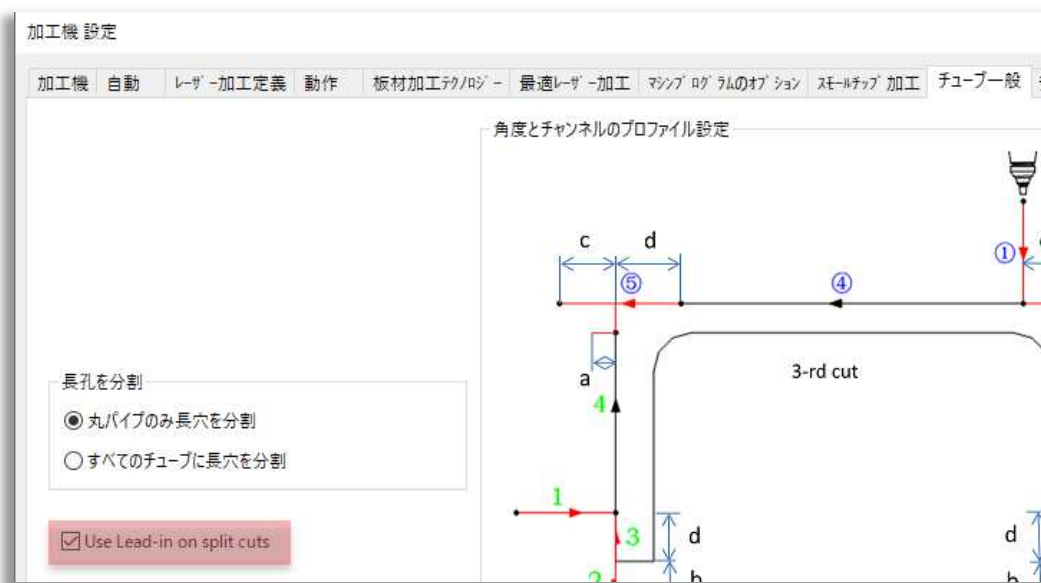 加工機 設定
加工機 自動 ﾚｰｻﾞｰ加工定義 動作 板材加工ﾃｸﾉﾛｼﾞｰ 最適ﾚｰｻﾞｰ加工 ﾏｼﾝﾌﾟﾛｸﾞﾗﾑのｵﾌﾟｼｮﾝ ｽﾓｰﾙﾁｯﾌﾟ加工 チューブ一般
角度とチャンネルのプロファイル設定
c d
①
⑤ ④
長孔を分割
丸パイプのみ長穴を分割
すべてのチューブに長穴を分割
a
3-rd cut
4
1
3 d d
Use Lead-in on split cuts
2 b b